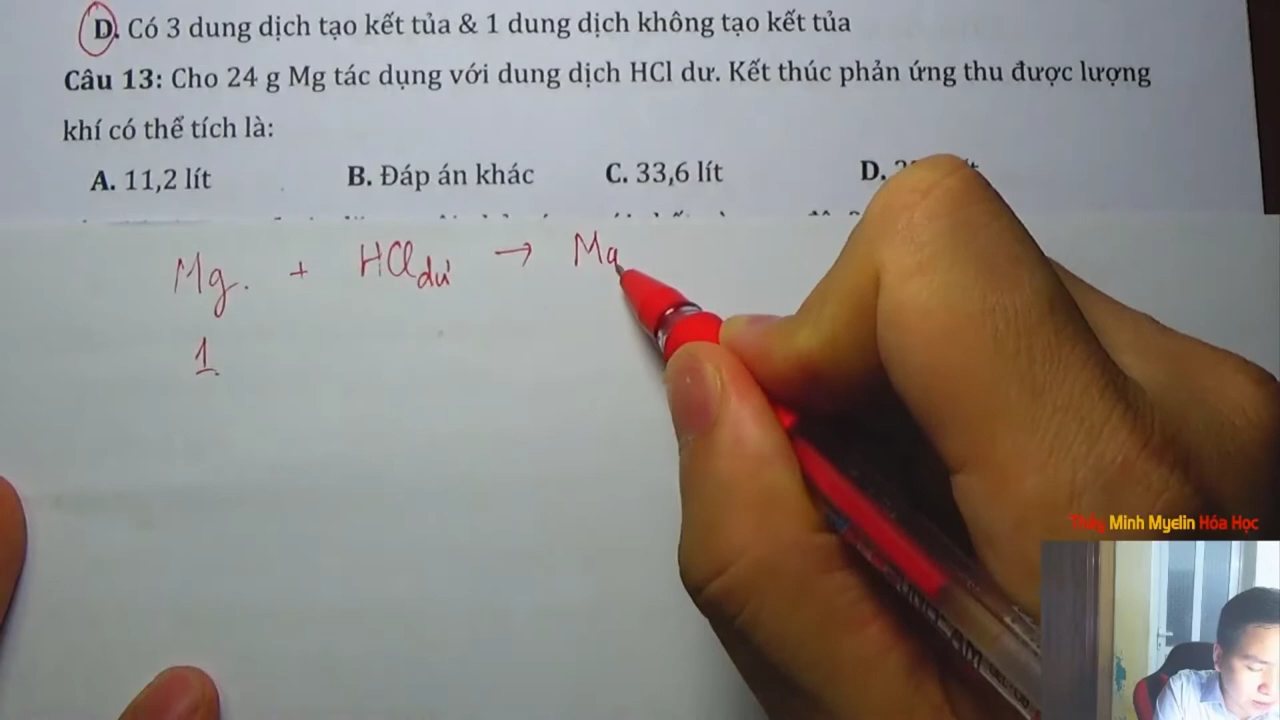 D. Có 3 dung dịch tạo kết tủa & 1 dung dịch không tạo kết tủa
Câu 13: Cho 24 g Mg tác dụng với dung dịch HCl dư. Kết thúc phản ứng thu được lượng
khí có thể tích là:
A. 11,2 lít B. Đáp án khác C. 33,6 lít D.
Mg + HCl dư → Mg
1
Thầy Minh Myelin Hóa Học